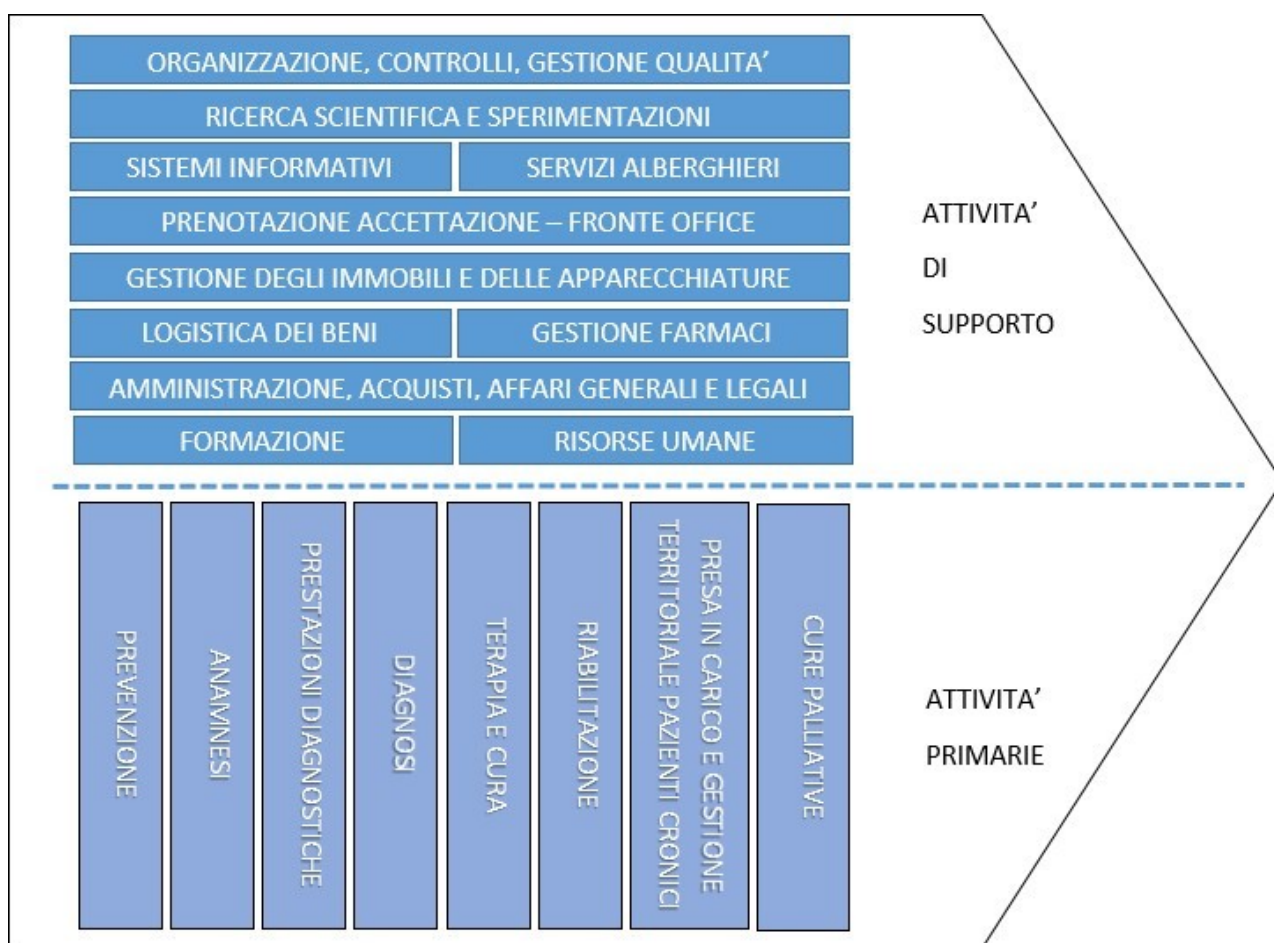 ORGANIZZAZIONE, CONTROLLI, GESTIONE QUALITA’
RICERCA SCIENTIFICA E SPERIMENTAZIONI
SISTEMI INFORMATIVI
SERVIZI ALBERGHIERI
PRENOTAZIONE ACCETTAZIONE – FRONTE OFFICE
GESTIONE DEGLI IMMOBILI E DELLE APPARECCHIATURE
LOGISTICA DEI BENI
GESTIONE FARMACI
AMMINISTRAZIONE, ACQUISTI, AFFARI GENERALI E LEGALI
FORMAZIONE
RISORSE UMANE
ATTIVITA’
DI
SUPPORTO
PREVENZIONE
ANAMNESI
PRESTAZIONI DIAGNOSTICHE
DIAGNOSI
TERAPIA E CURA
RIABILITAZIONE
PRESA IN CARICO E GESTIONE
TERRITORIALE PAZIENTI CRONICI
CURE PALLIATIVE
ATTIVITA’
PRIMARIE